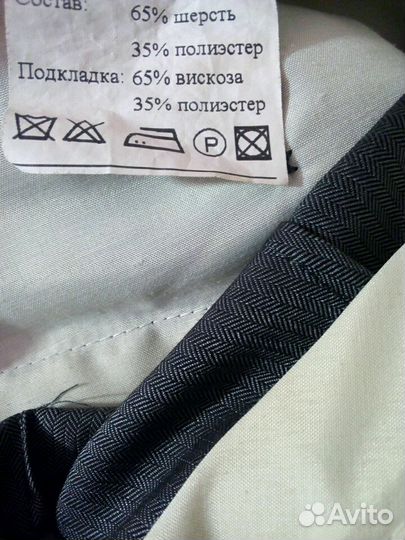 Состав: 65% шерсть
35% полиэстер
Подкладка: 65% вискоза
35% полиэстер
P
Avito